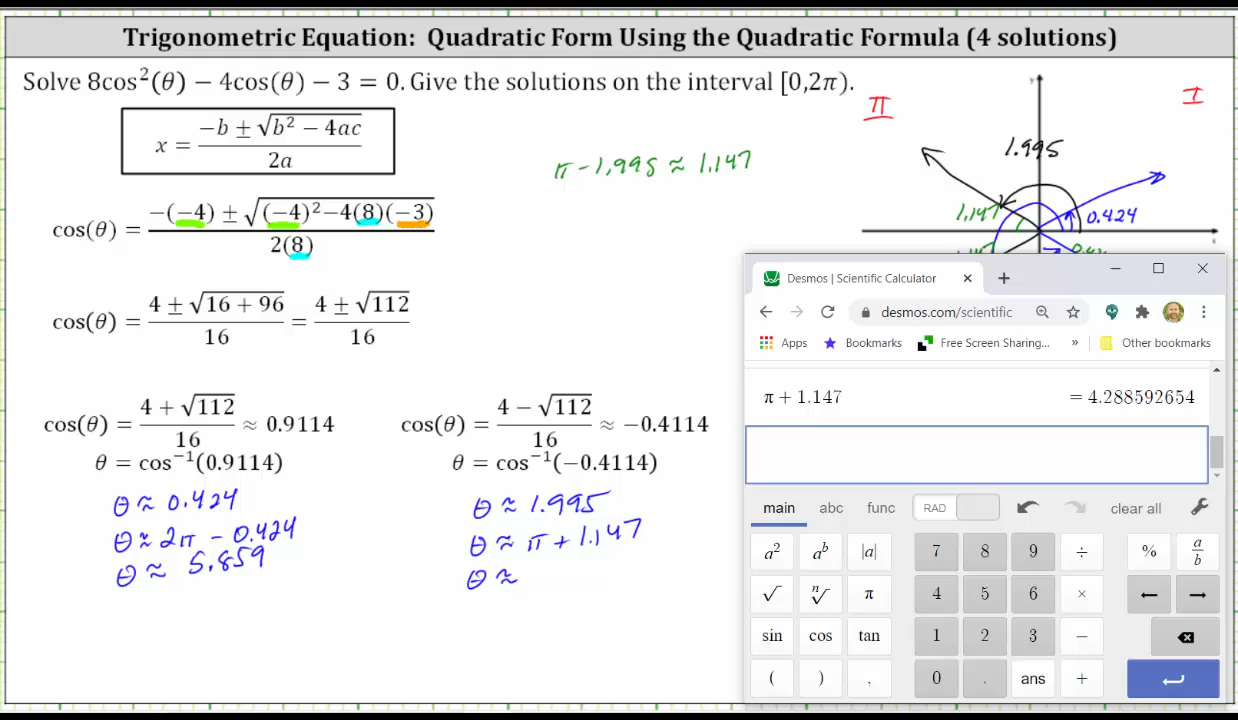 Trigonometric Equation: Quadratic Form Using the Quadratic Formula (4 solutions)
Solve 8cos²(θ) − 4cos(θ) − 3 = 0. Give the solutions on the interval [0,2π).
x = (−b ± √(b² − 4ac)) / 2a
π − 1.995 ≈ 1.147
II
I
y
1.995
1.147
0.424
x
cos(θ) = (−(−4) ± √((−4)² −4(8)(−3))) / 2(8)
cos(θ) = (4 ± √(16 + 96)) / 16 = (4 ± √112) / 16
cos(θ) = (4 + √112) / 16 ≈ 0.9114
θ = cos⁻¹(0.9114)
θ ≈ 0.424
θ ≈ 2π − 0.424
θ ≈ 5.859
cos(θ) = (4 − √112) / 16 ≈ −0.4114
θ = cos⁻¹(−0.4114)
θ ≈ 1.995
θ ≈ π + 1.147
θ ≈
Desmos | Scientific Calculator
desmos.com/scientific
Apps Bookmarks Free Screen Sharing... » Other bookmarks
π + 1.147 = 4.288592654
main abc func RAD clear all
a² aᵇ |a| 7 8 9 ÷ % a/b
√ ⁿ√ π 4 5 6 × ← →
sin cos tan 1 2 3 −
( ) , 0 . ans +